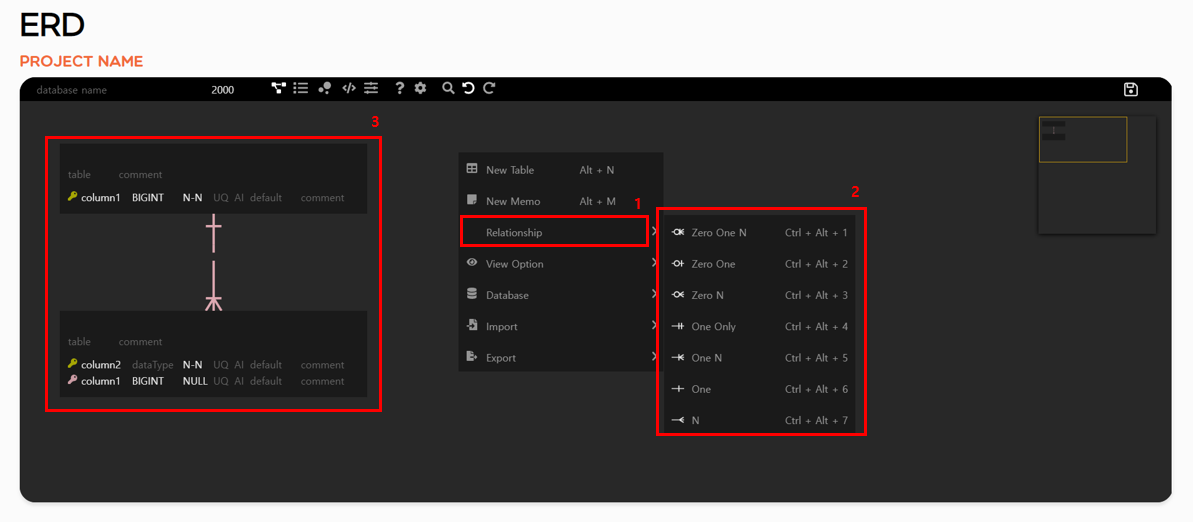 ERD
PROJECT NAME
database name 2000
3
table comment
column1 BIGINT N-N UQ AI default comment
table comment
column2 dataType N-N UQ AI default comment
column1 BIGINT NULL UQ AI default comment
New Table Alt + N
New Memo Alt + M
1
Relationship
View Option
Database
Import
Export
2
Zero One N Ctrl + Alt + 1
Zero One Ctrl + Alt + 2
Zero N Ctrl + Alt + 3
One Only Ctrl + Alt + 4
One N Ctrl + Alt + 5
One Ctrl + Alt + 6
N Ctrl + Alt + 7